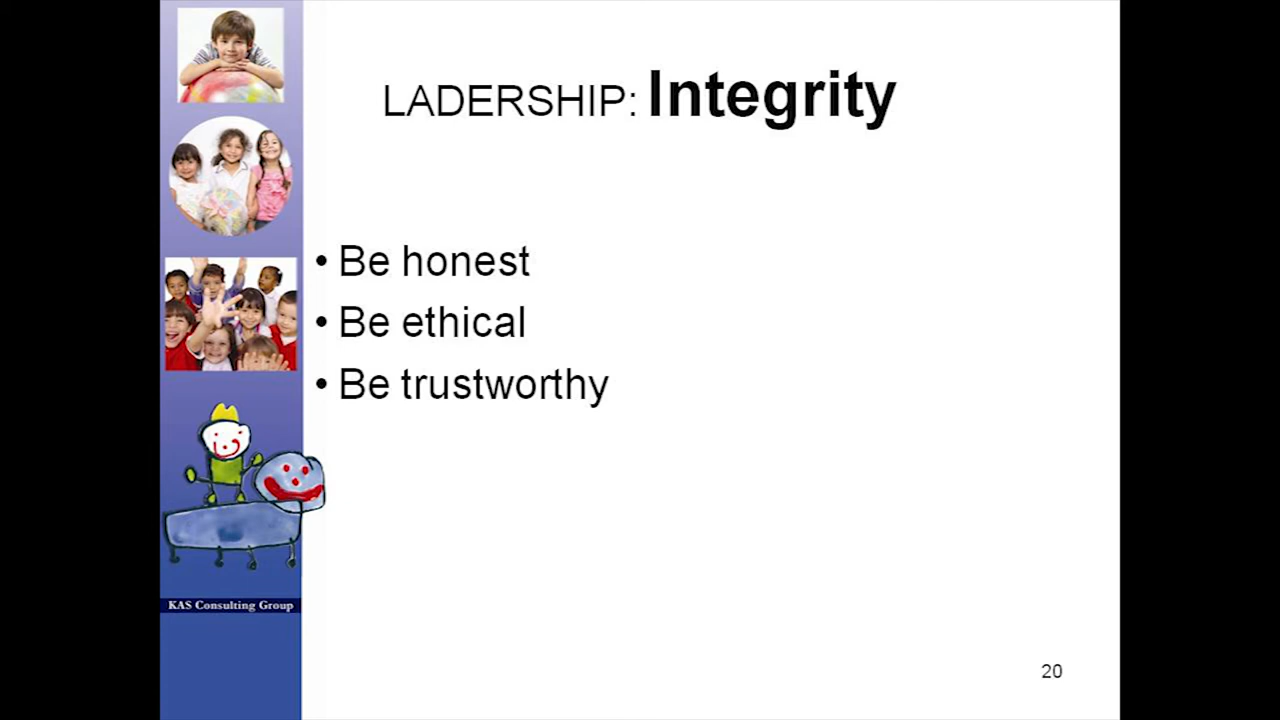 LADERSHIP: Integrity
• Be honest
• Be ethical
• Be trustworthy
KAS Consulting Group
20